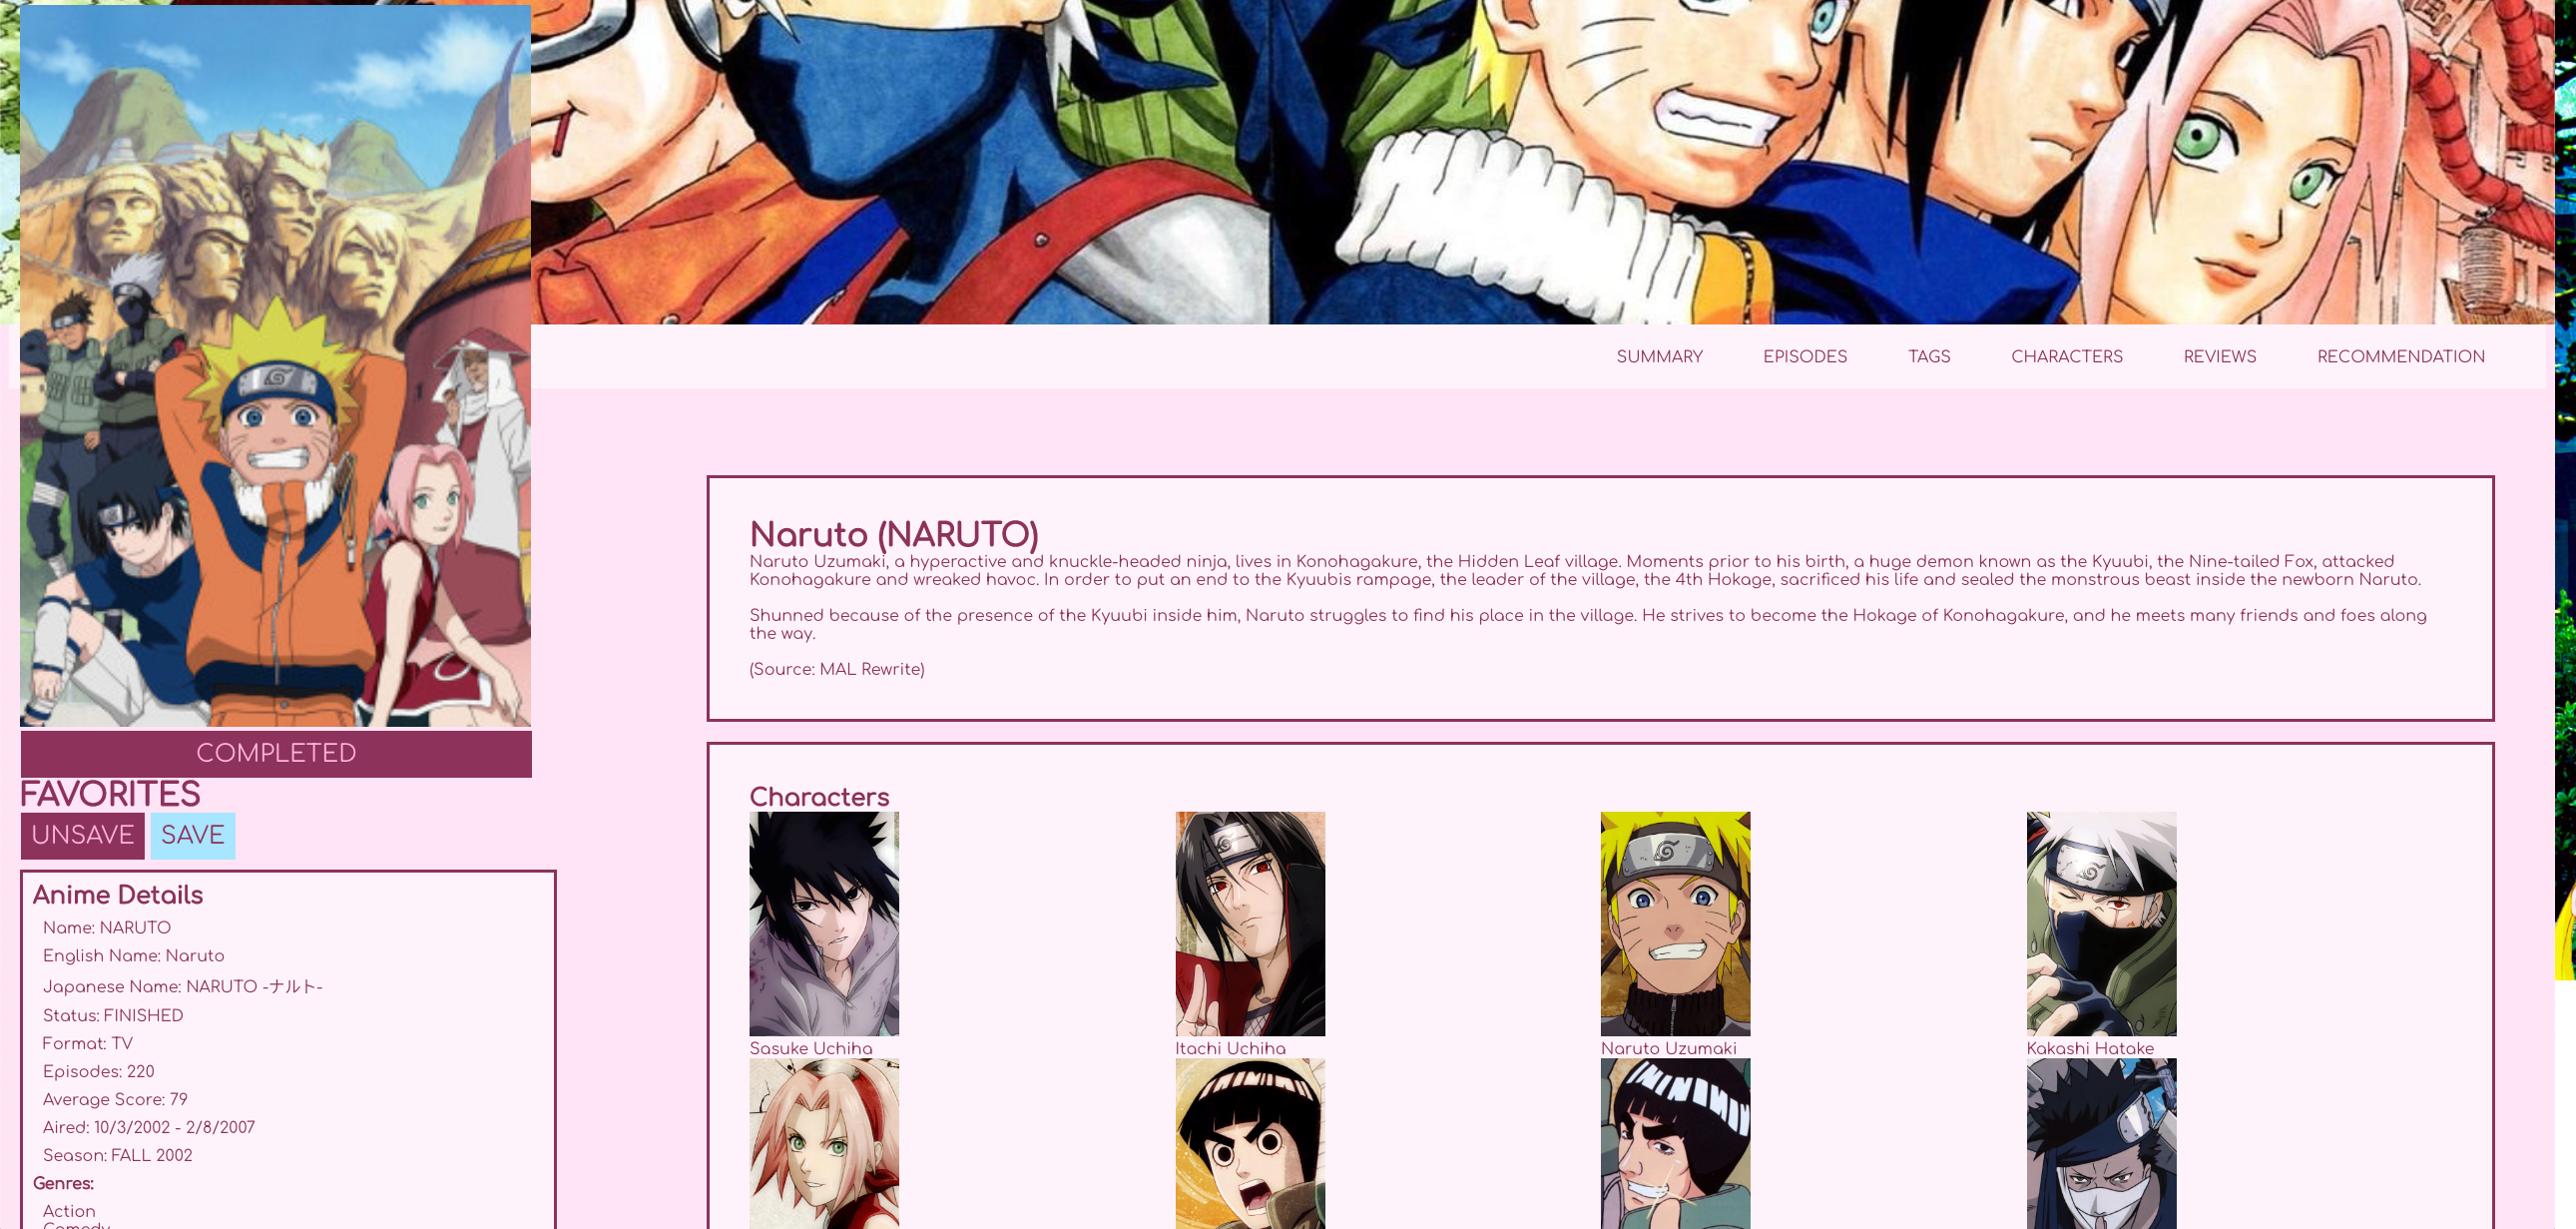 SUMMARY EPISODES TAGS CHARACTERS REVIEWS RECOMMENDATION
COMPLETED
FAVORITES
UNSAVE SAVE
Anime Details
Name: NARUTO
English Name: Naruto
Japanese Name: NARUTO -ナルト-
Status: FINISHED
Format: TV
Episodes: 220
Average Score: 79
Aired: 10/3/2002 - 2/8/2007
Season: FALL 2002
Genres:
Action
Comedy
Naruto (NARUTO)
Naruto Uzumaki, a hyperactive and knuckle-headed ninja, lives in Konohagakure, the Hidden Leaf village. Moments prior to his birth, a huge demon known as the Kyuubi, the Nine-tailed Fox, attacked
Konohagakure and wreaked havoc. In order to put an end to the Kyuubis rampage, the leader of the village, the 4th Hokage, sacrificed his life and sealed the monstrous beast inside the newborn Naruto.
Shunned because of the presence of the Kyuubi inside him, Naruto struggles to find his place in the village. He strives to become the Hokage of Konohagakure, and he meets many friends and foes along
the way.
(Source: MAL Rewrite)
Characters
Sasuke Uchiha Itachi Uchiha Naruto Uzumaki Kakashi Hatake